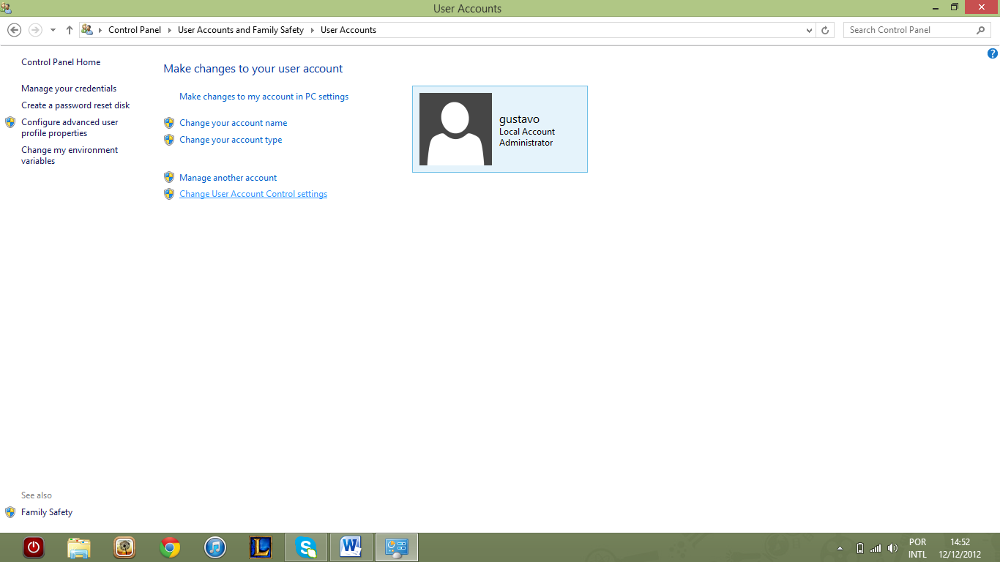 User Accounts
Control Panel User Accounts and Family Safety User Accounts
Search Control Panel
Control Panel Home
Manage your credentials
Create a password reset disk
Configure advanced user
profile properties
Change my environment
variables
Make changes to your user account
Make changes to my account in PC settings
Change your account name
Change your account type
Manage another account
Change User Account Control settings
gustavo
Local Account
Administrator
See also
Family Safety
POR
INTL
14:52
12/12/2012